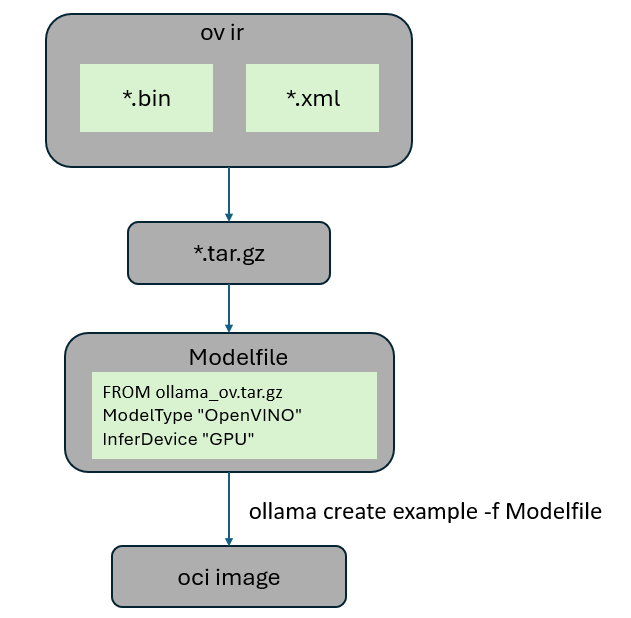 ov ir
*.bin
*.xml
*.tar.gz
Modelfile
FROM ollama_ov.tar.gz
ModelType "OpenVINO"
InferDevice "GPU"
ollama create example -f Modelfile
oci image